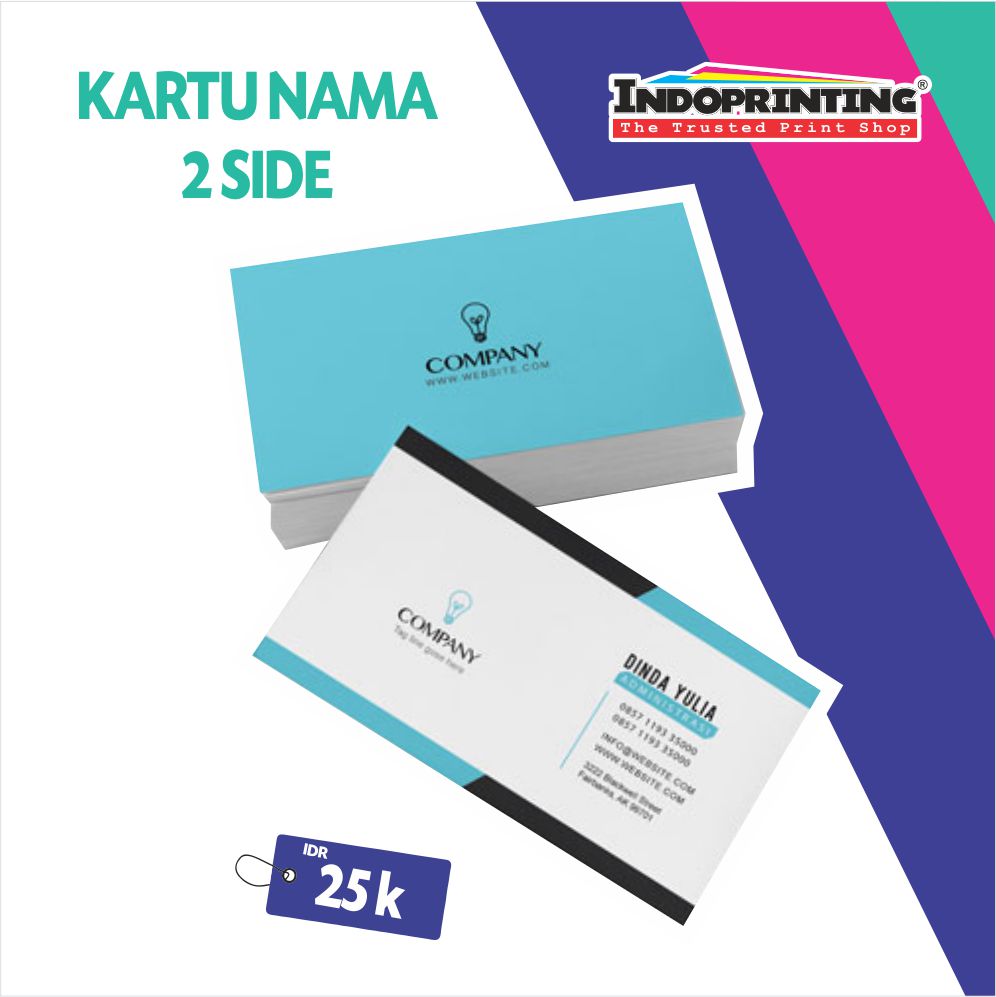 KARTU NAMA
2 SIDE
INDOPRINTING®
The Trusted Print Shop
COMPANY
WWW.WEBSITE.COM
COMPANY
Tag line gose here
DINDA YULIA
ADMINISTRASI
0857 1193 35000
0857 1193 35000
INFO@WEBSITE.COM
WWW.WEBSITE.COM
3222 Blackwell Street
Fairbanks, AK 99701
IDR
25 k